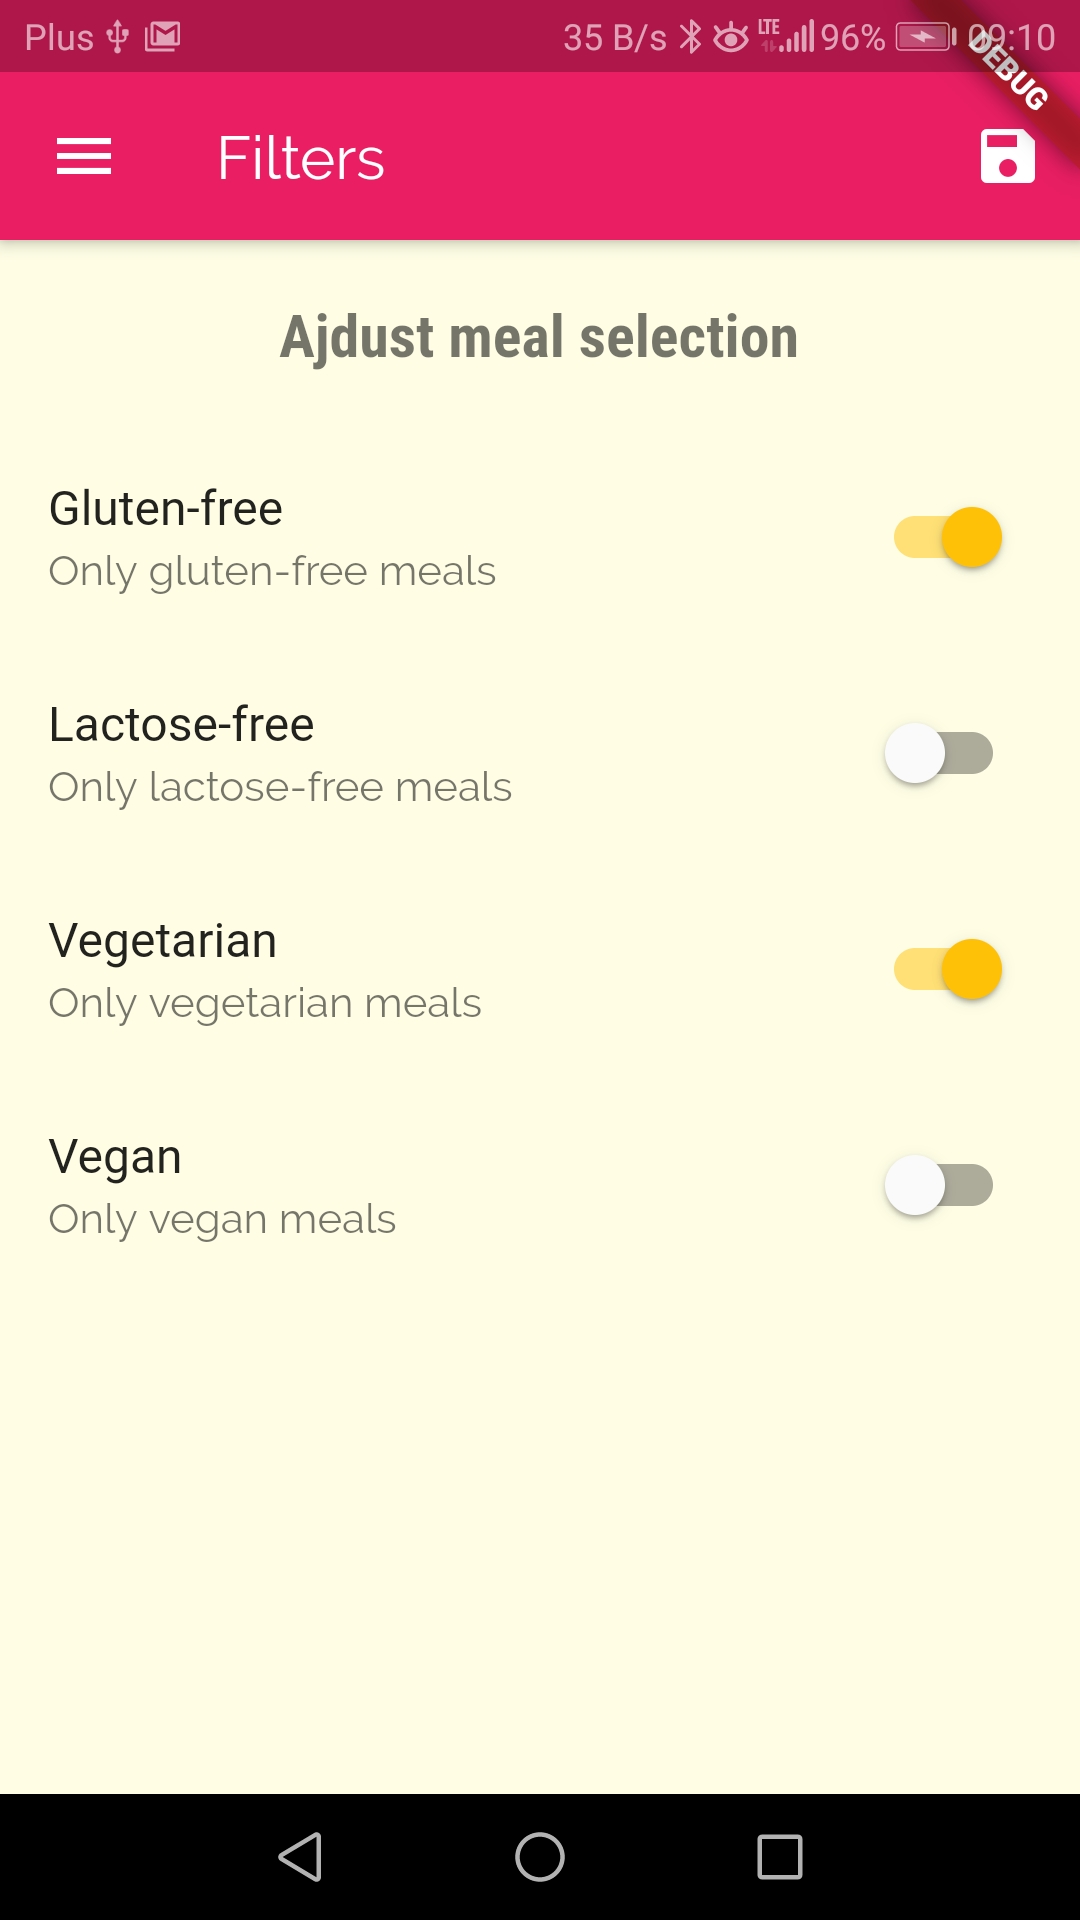 Plus 35 B/s LTE 96% 09:10
DEBUG
Filters
Ajdust meal selection
Gluten-free
Only gluten-free meals
Lactose-free
Only lactose-free meals
Vegetarian
Only vegetarian meals
Vegan
Only vegan meals